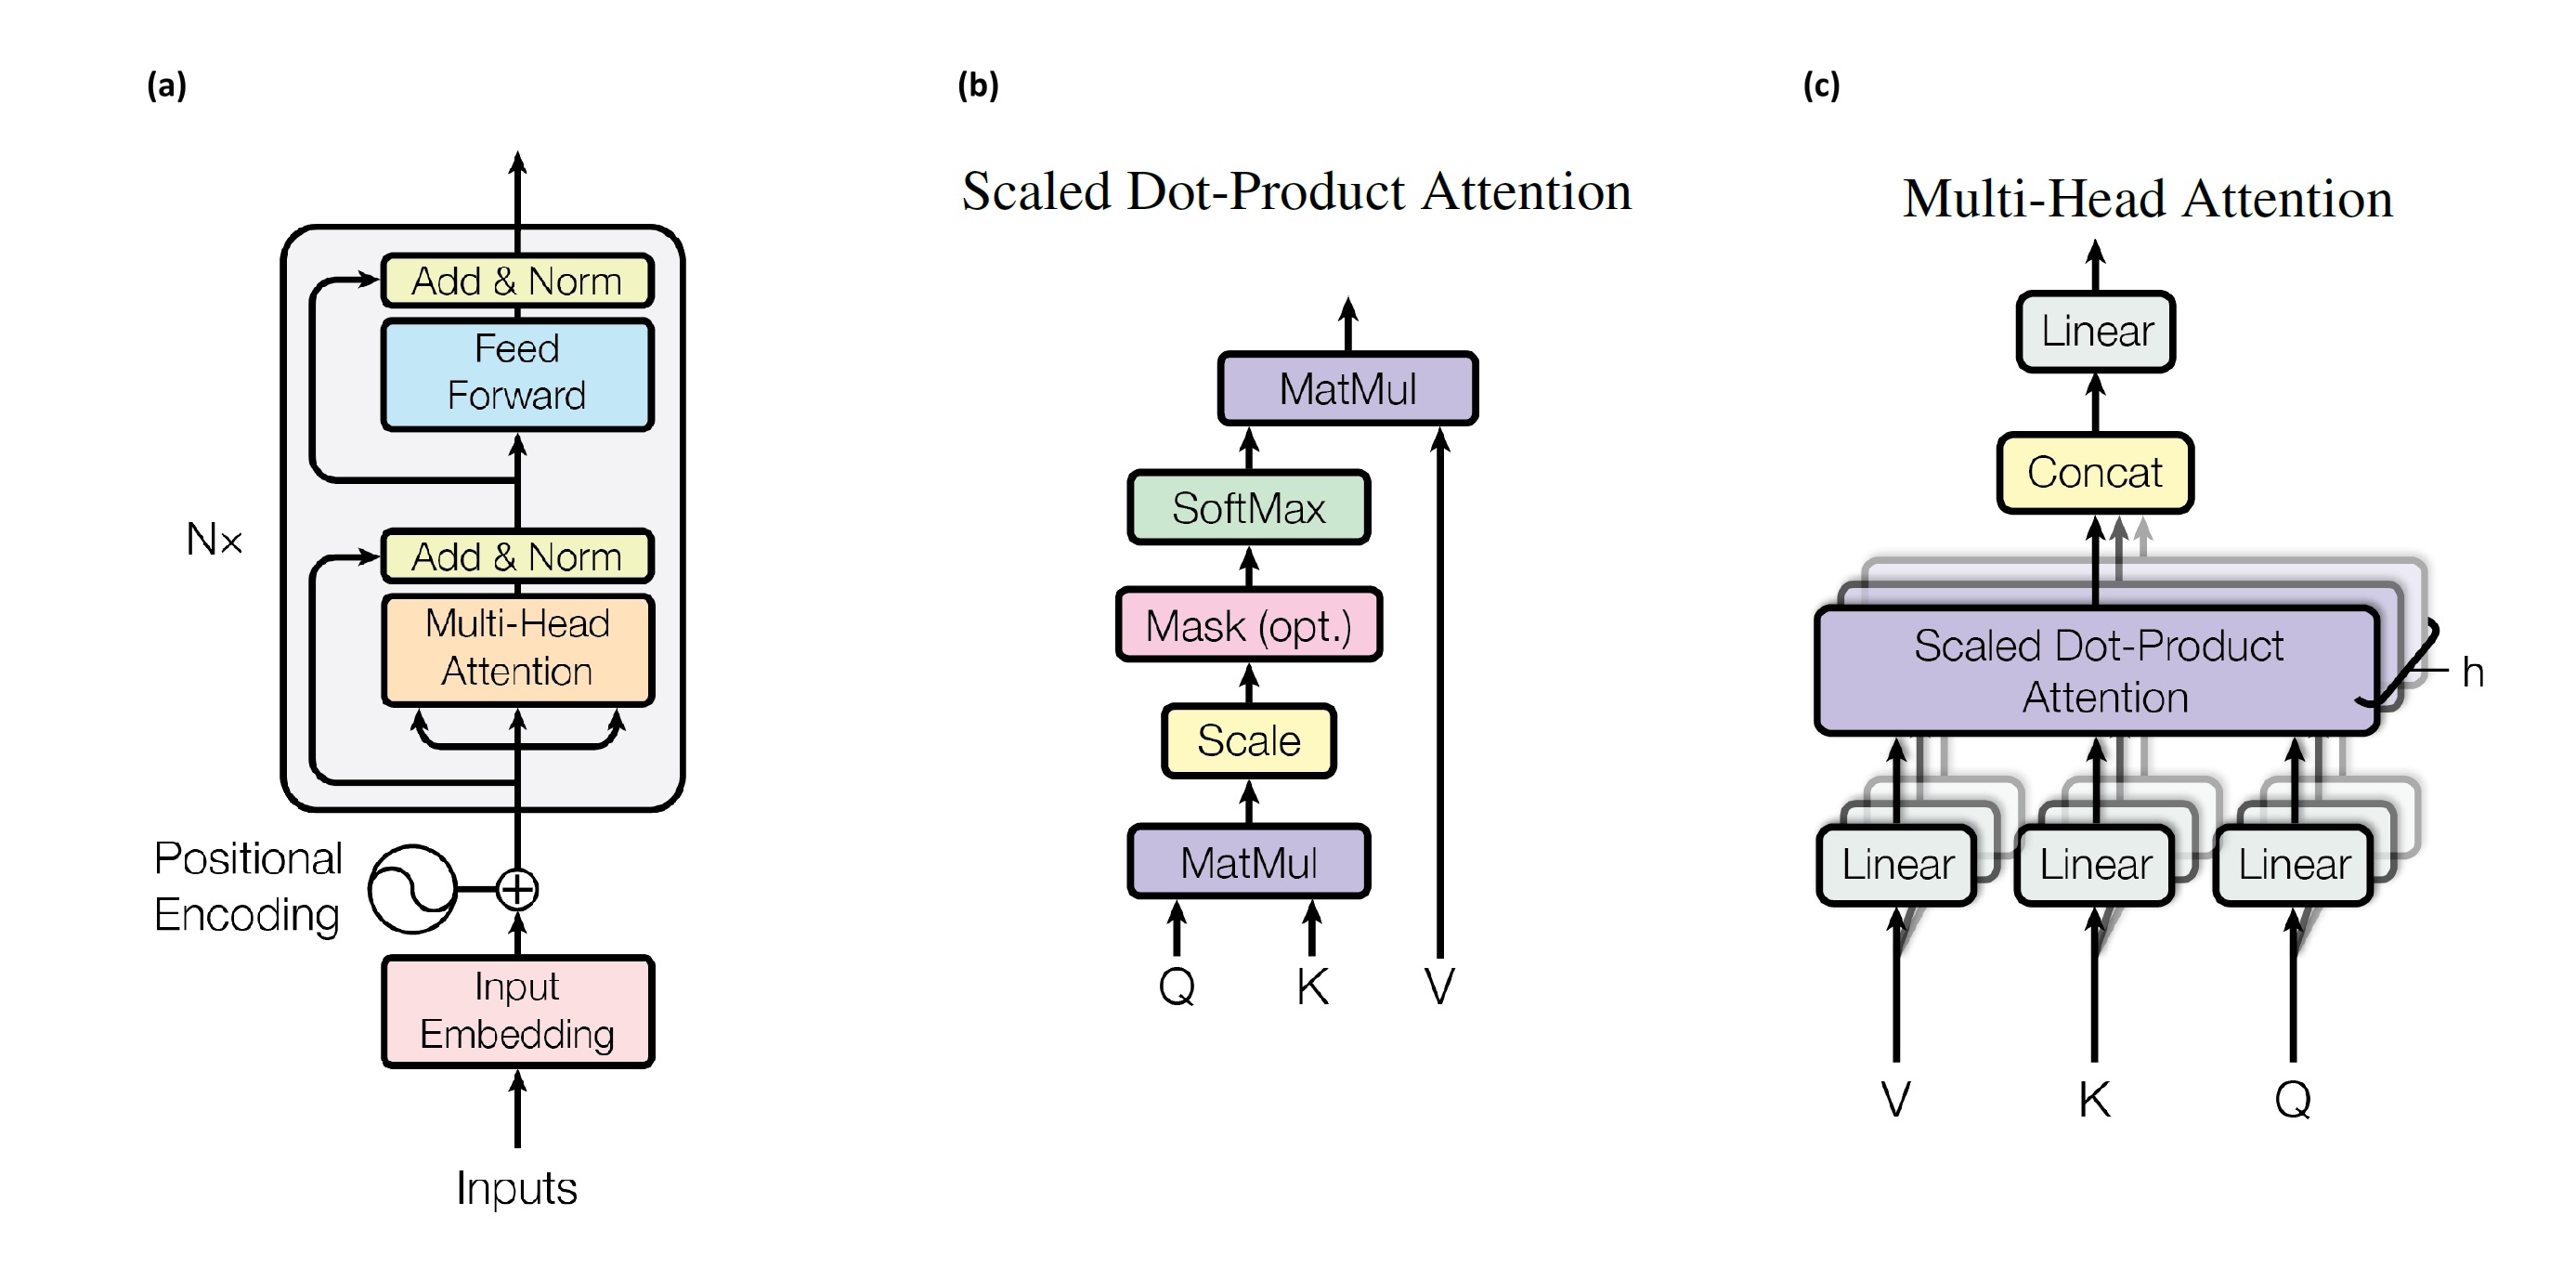 (a)
Add & Norm
Feed
Forward
Nx
Add & Norm
Multi-Head
Attention
Positional
Encoding
Input
Embedding
Inputs
(b)
Scaled Dot-Product Attention
MatMul
SoftMax
Mask (opt.)
Scale
MatMul
Q K V
(c)
Multi-Head Attention
Linear
Concat
Scaled Dot-Product
Attention
h
Linear Linear Linear
V K Q